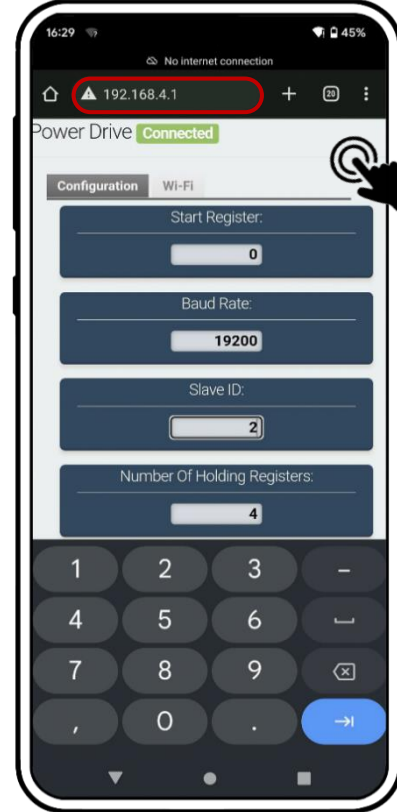 16:29 45%
No internet connection
192.168.4.1 + 20
Power Drive Connected
Configuration Wi-Fi
Start Register:
0
Baud Rate:
19200
Slave ID:
2
Number Of Holding Registers:
4
1 2 3 -
4 5 6
7 8 9
, 0 .